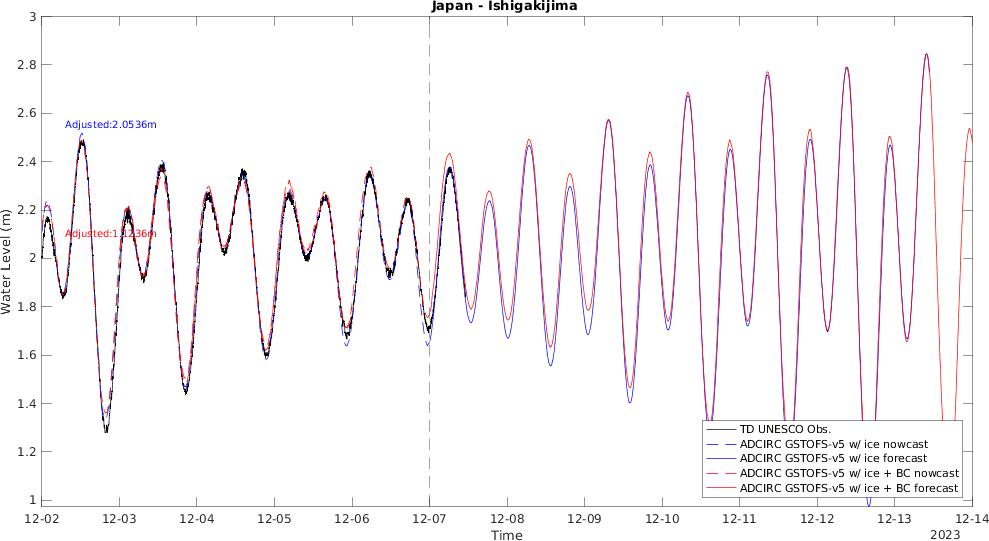 Japan - Ishigakijima
3
2.8
2.6
2.4
2.2
2
1.8
1.6
1.4
1.2
1
Water Level (m)
Adjusted:2.0536m
Adjusted:1.1236m
TD UNESCO Obs.
ADCIRC GSTOFS-v5 w/ ice nowcast
ADCIRC GSTOFS-v5 w/ ice forecast
ADCIRC GSTOFS-v5 w/ ice + BC nowcast
ADCIRC GSTOFS-v5 w/ ice + BC forecast
12-02 12-03 12-04 12-05 12-06 12-07 12-08 12-09 12-10 12-11 12-12 12-13 12-14
Time
2023